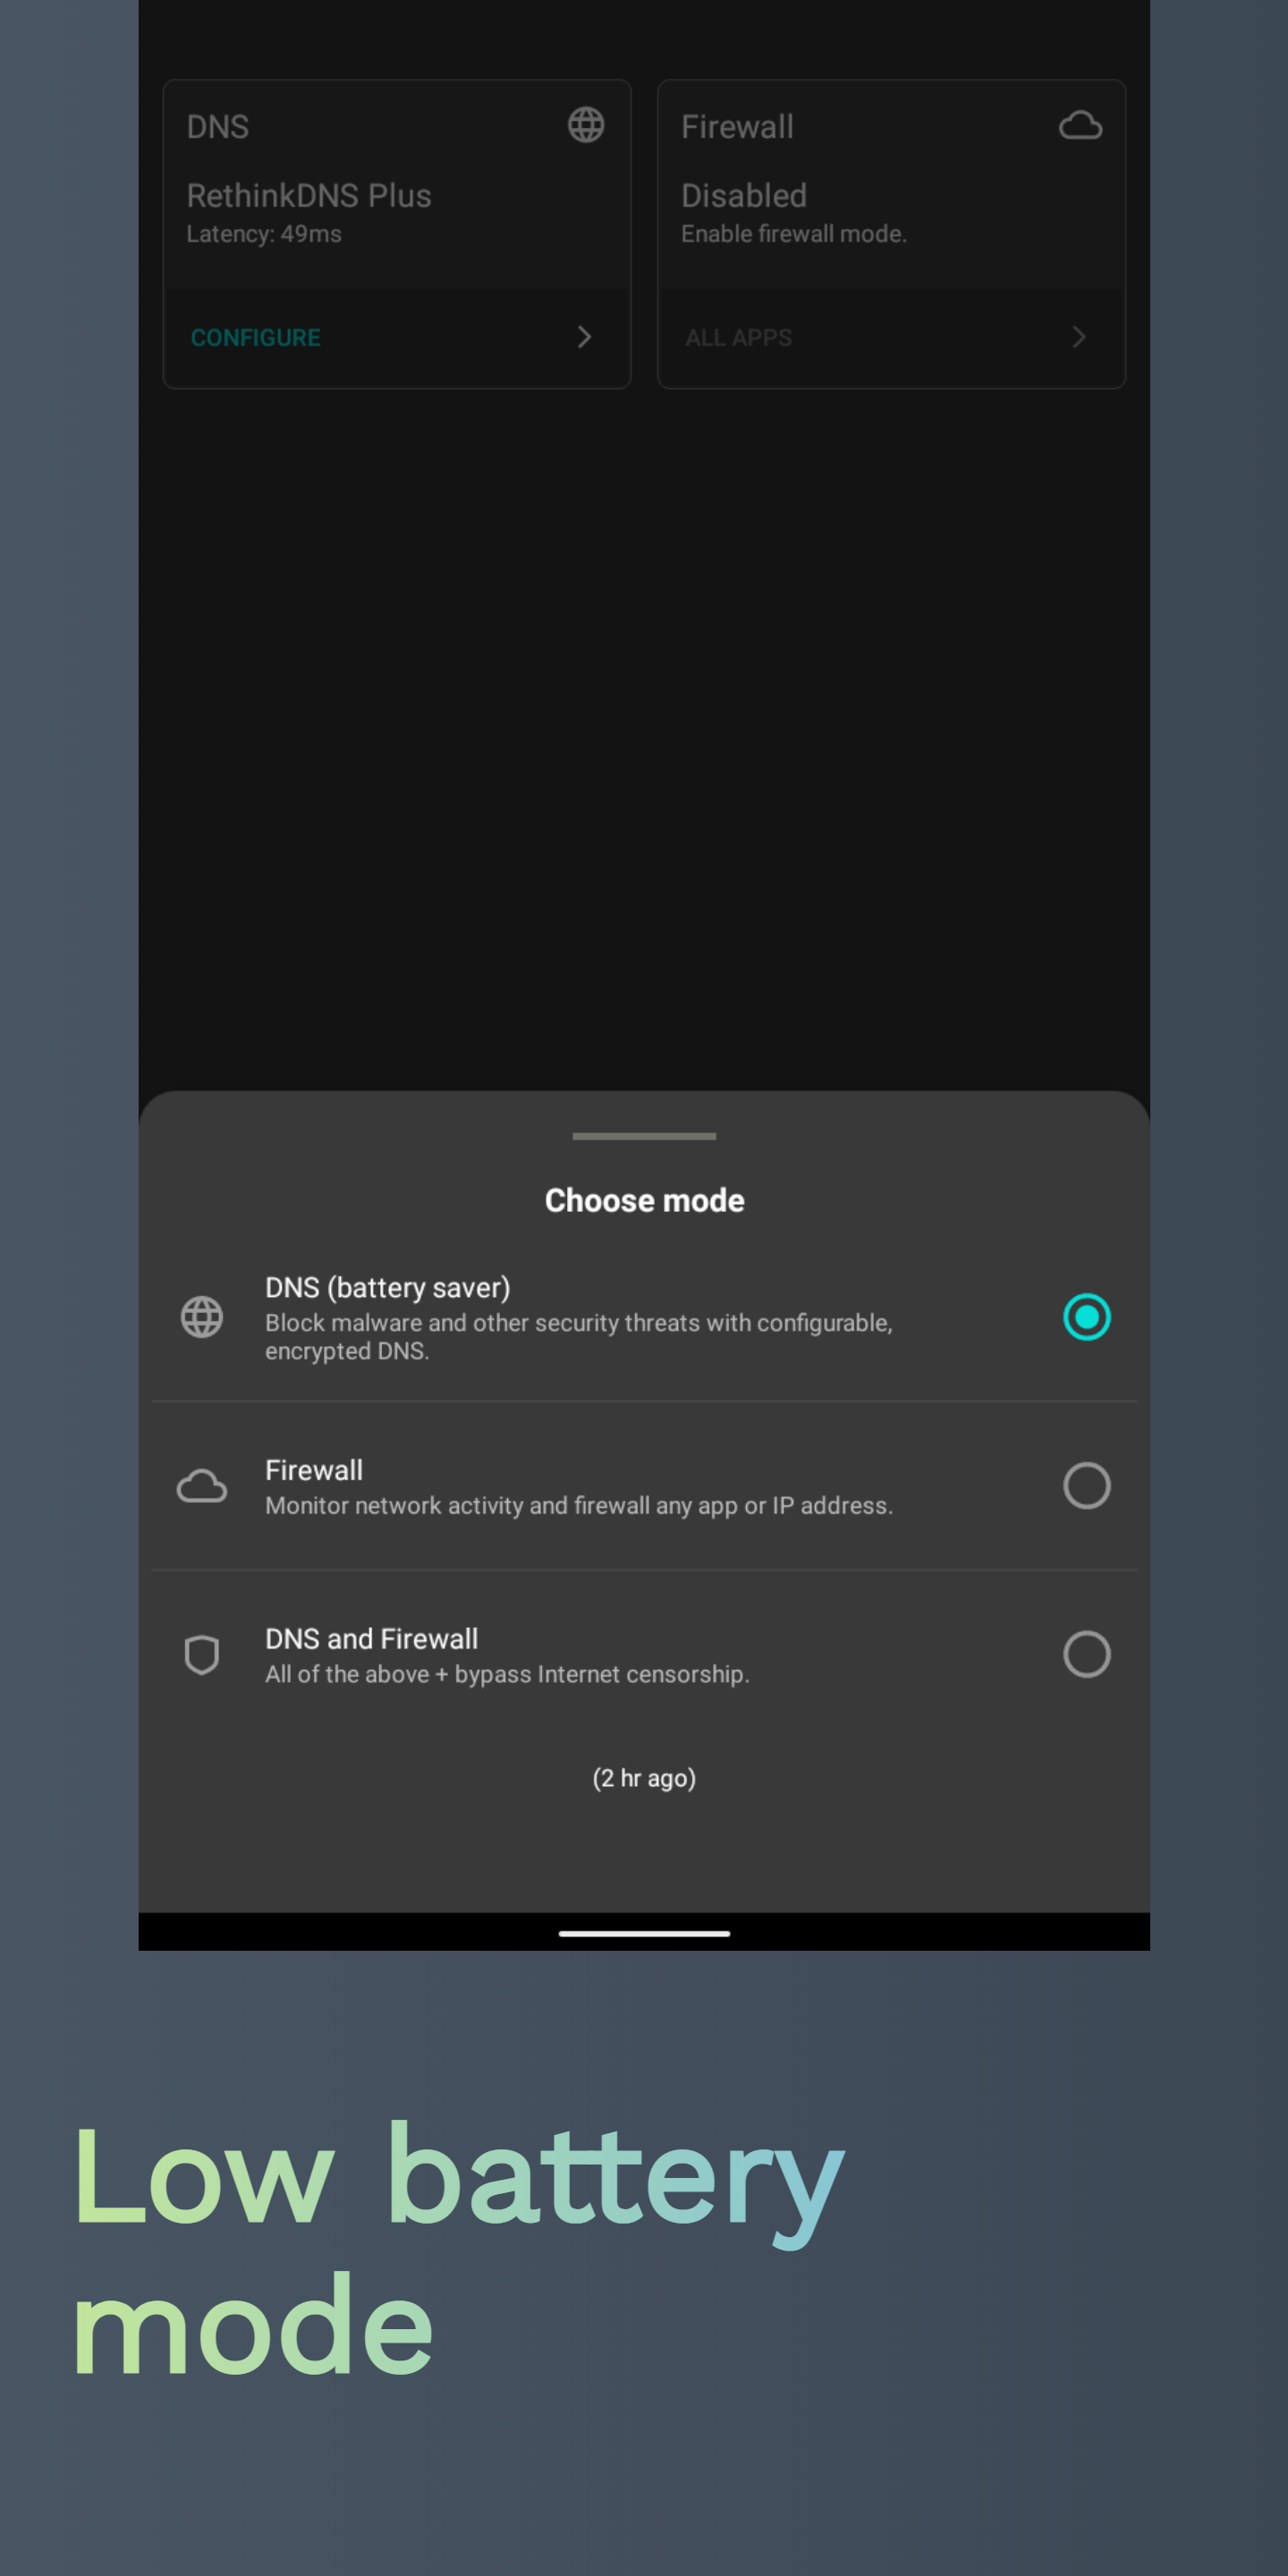 DNS
RethinkDNS Plus
Latency: 49ms
CONFIGURE
Firewall
Disabled
Enable firewall mode.
ALL APPS
Choose mode
DNS (battery saver)
Block malware and other security threats with configurable,
encrypted DNS.
Firewall
Monitor network activity and firewall any app or IP address.
DNS and Firewall
All of the above + bypass Internet censorship.
(2 hr ago)
Low battery
mode